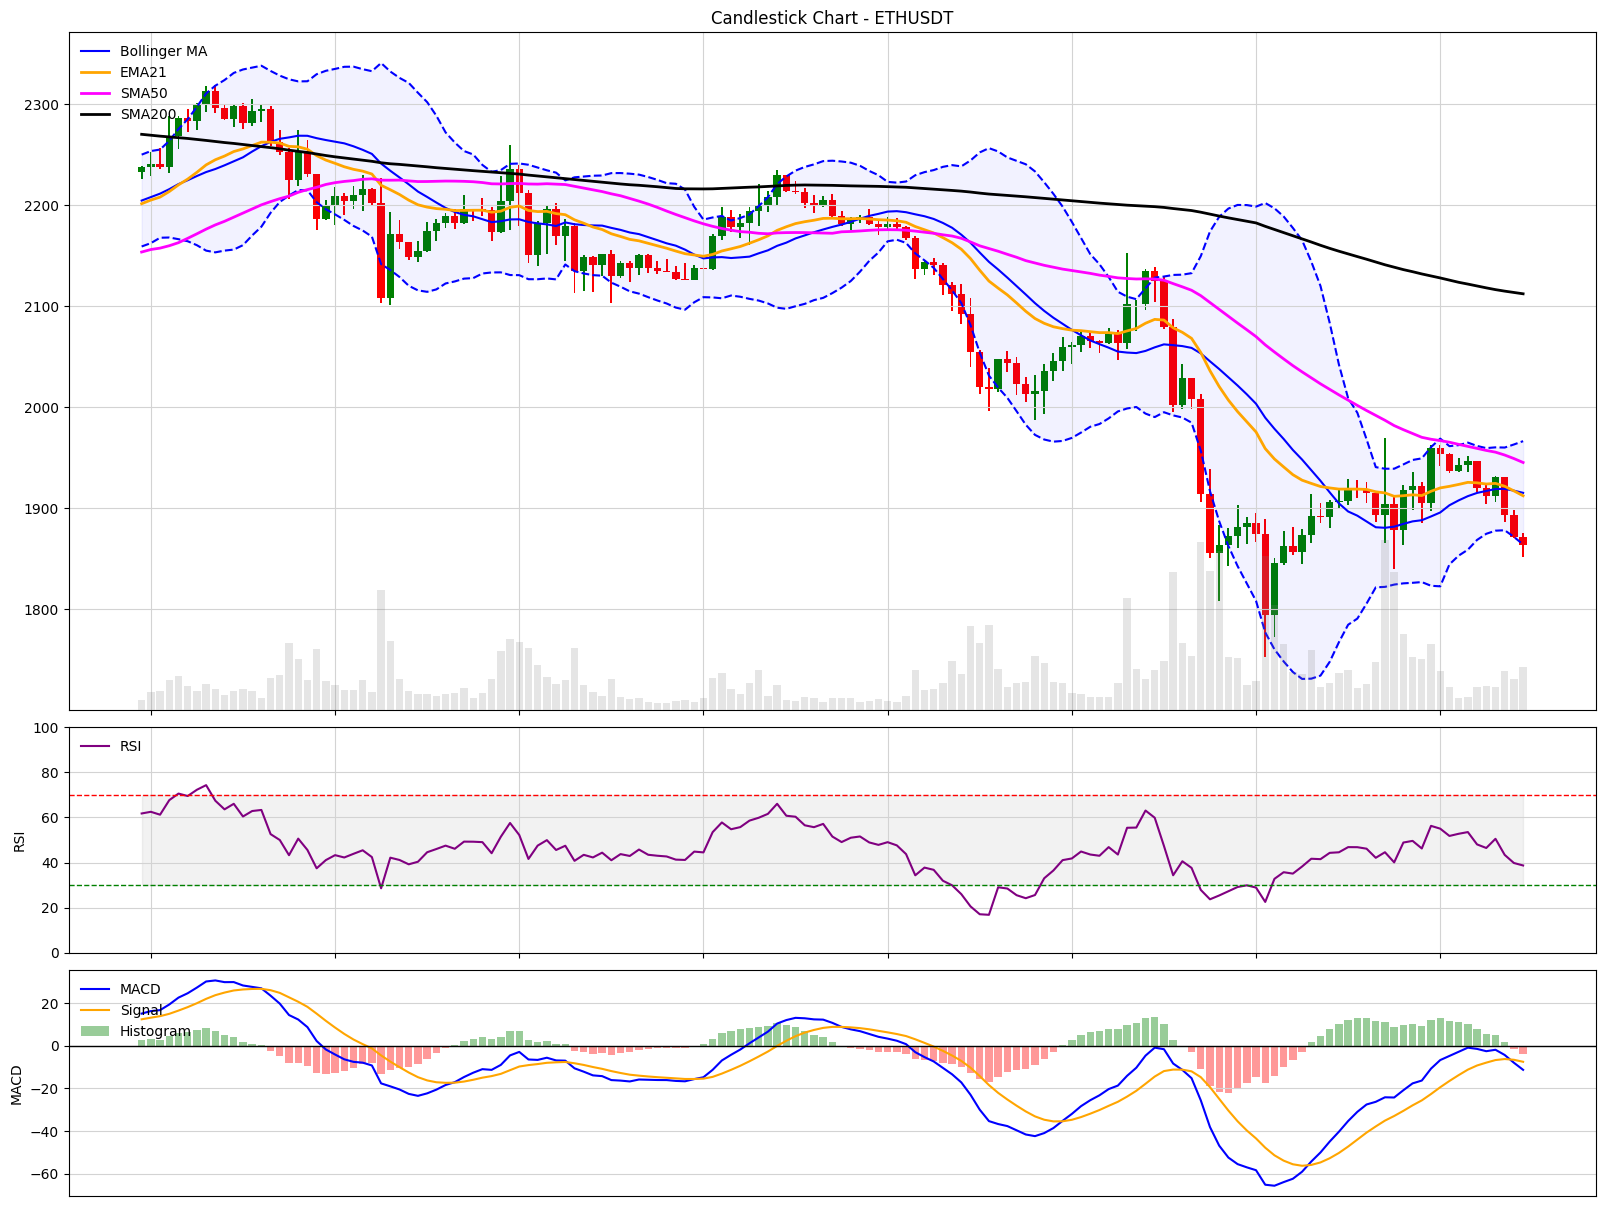 Candlestick Chart - ETHUSDT
Bollinger MA
EMA21
SMA50
SMA200
2300
2200
2100
2000
1900
1800
RSI
100
80
60
40
20
0
RSI
MACD
Signal
Histogram
20
0
−20
−40
−60
MACD